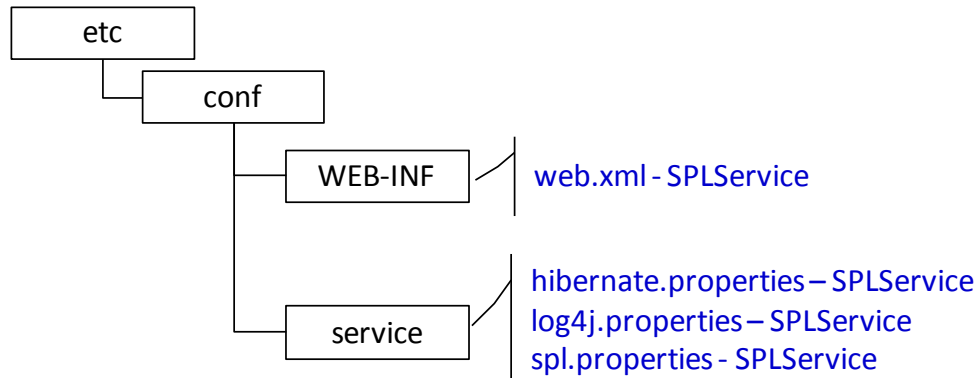 etc
conf
WEB-INF
web.xml - SPLService
hibernate.properties – SPLService
log4j.properties – SPLService
service
spl.properties - SPLService